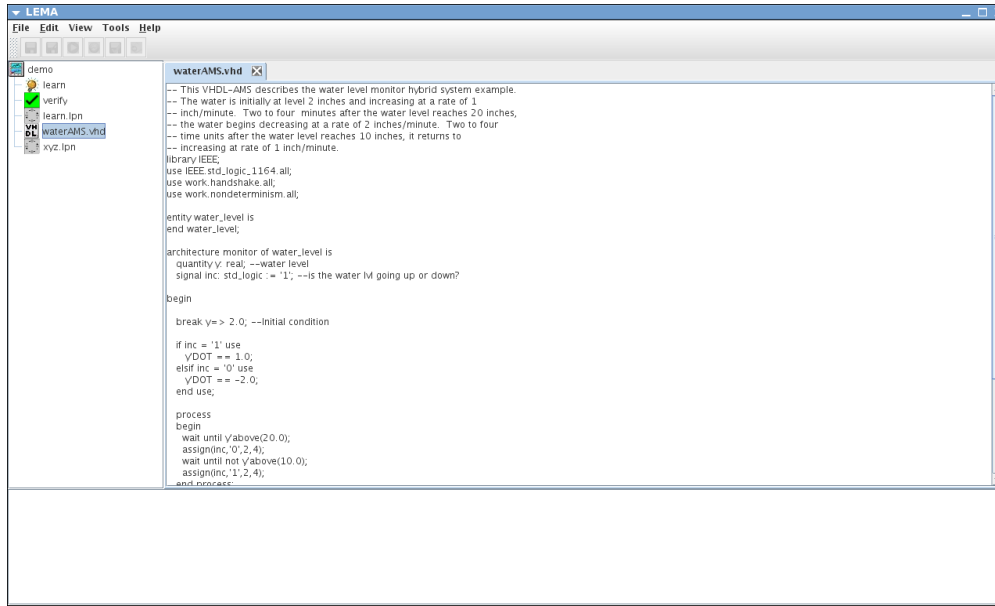 LEMA
File Edit View Tools Help
demo
learn
verify
learn.lpn
VHDL waterAMS.vhd
xyz.lpn
waterAMS.vhd
-- This VHDL-AMS describes the water level monitor hybrid system example.
-- The water is initially at level 2 inches and increasing at a rate of 1
-- inch/minute.  Two to four  minutes after the water level reaches 20 inches,
-- the water begins decreasing at a rate of 2 inches/minute.  Two to four
-- time units after the water level reaches 10 inches, it returns to
-- increasing at rate of 1 inch/minute.
library IEEE;
use IEEE.std_logic_1164.all;
use work.handshake.all;
use work.nondeterminism.all;
entity water_level is
end water_level;
architecture monitor of water_level is
quantity y: real; --water level
signal inc: std_logic := '1'; --is the water lvl going up or down?
begin
break y=> 2.0; --Initial condition
if inc = '1' use
y'DOT == 1.0;
elsif inc = '0' use
y'DOT == -2.0;
end use;
process
begin
wait until y'above(20.0);
assign(inc,'0',2,4);
wait until not y'above(10.0);
assign(inc,'1',2,4);
end process;